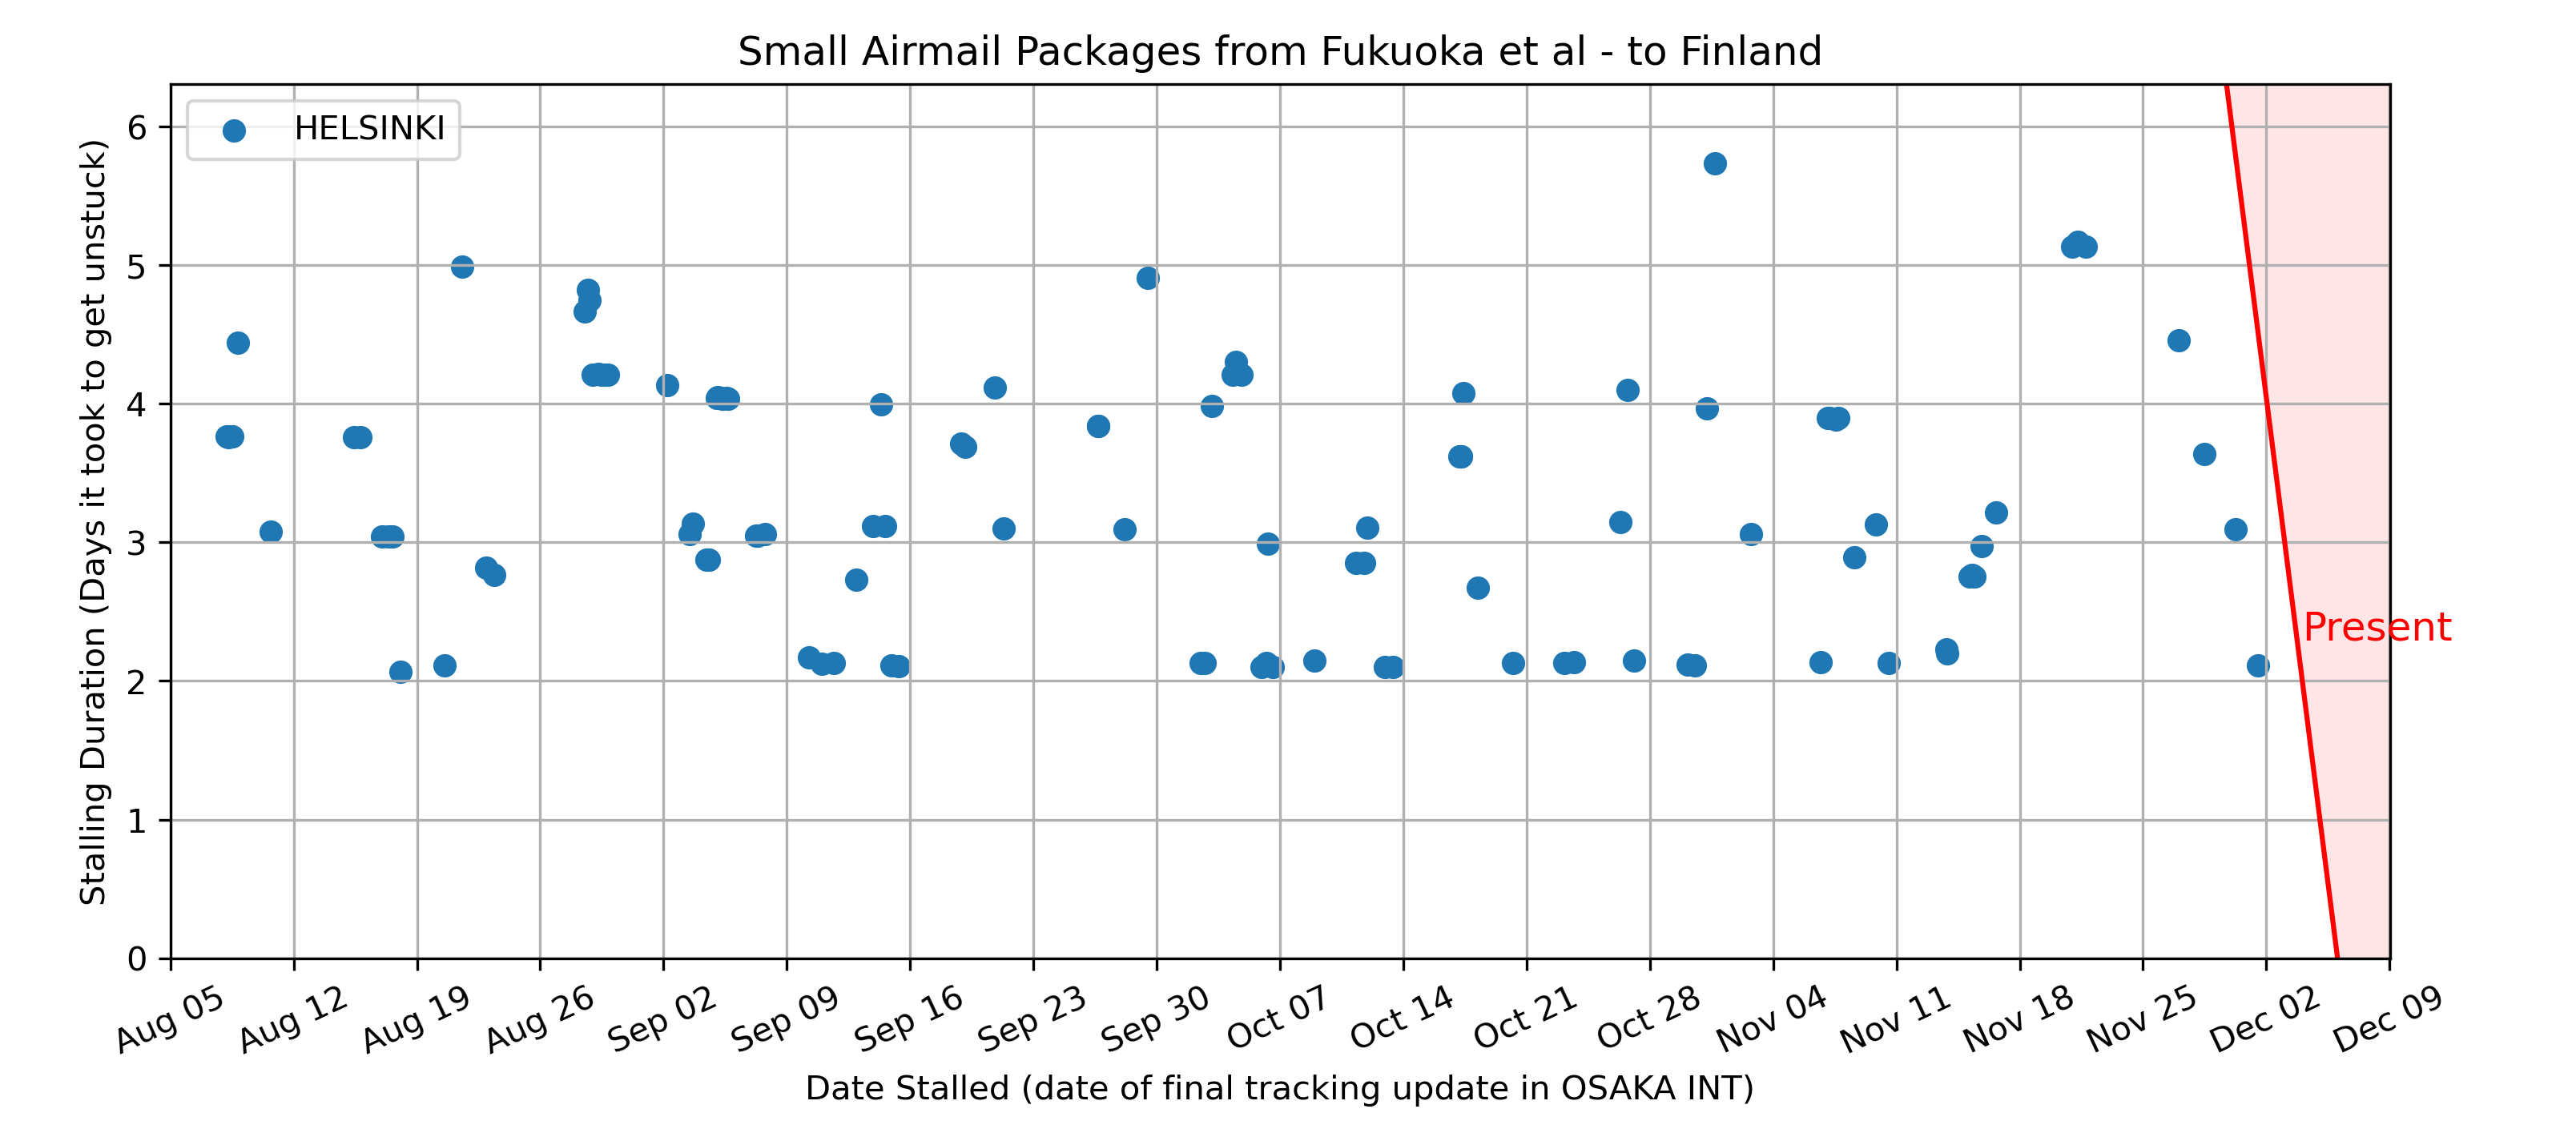 Small Airmail Packages from Fukuoka et al - to Finland
HELSINKI
Stalling Duration (Days it took to get unstuck)
6
5
4
3
2
1
0
Present
Aug 05
Aug 12
Aug 19
Aug 26
Sep 02
Sep 09
Sep 16
Sep 23
Sep 30
Oct 07
Oct 14
Oct 21
Oct 28
Nov 04
Nov 11
Nov 18
Nov 25
Dec 02
Dec 09
Date Stalled (date of final tracking update in OSAKA INT)